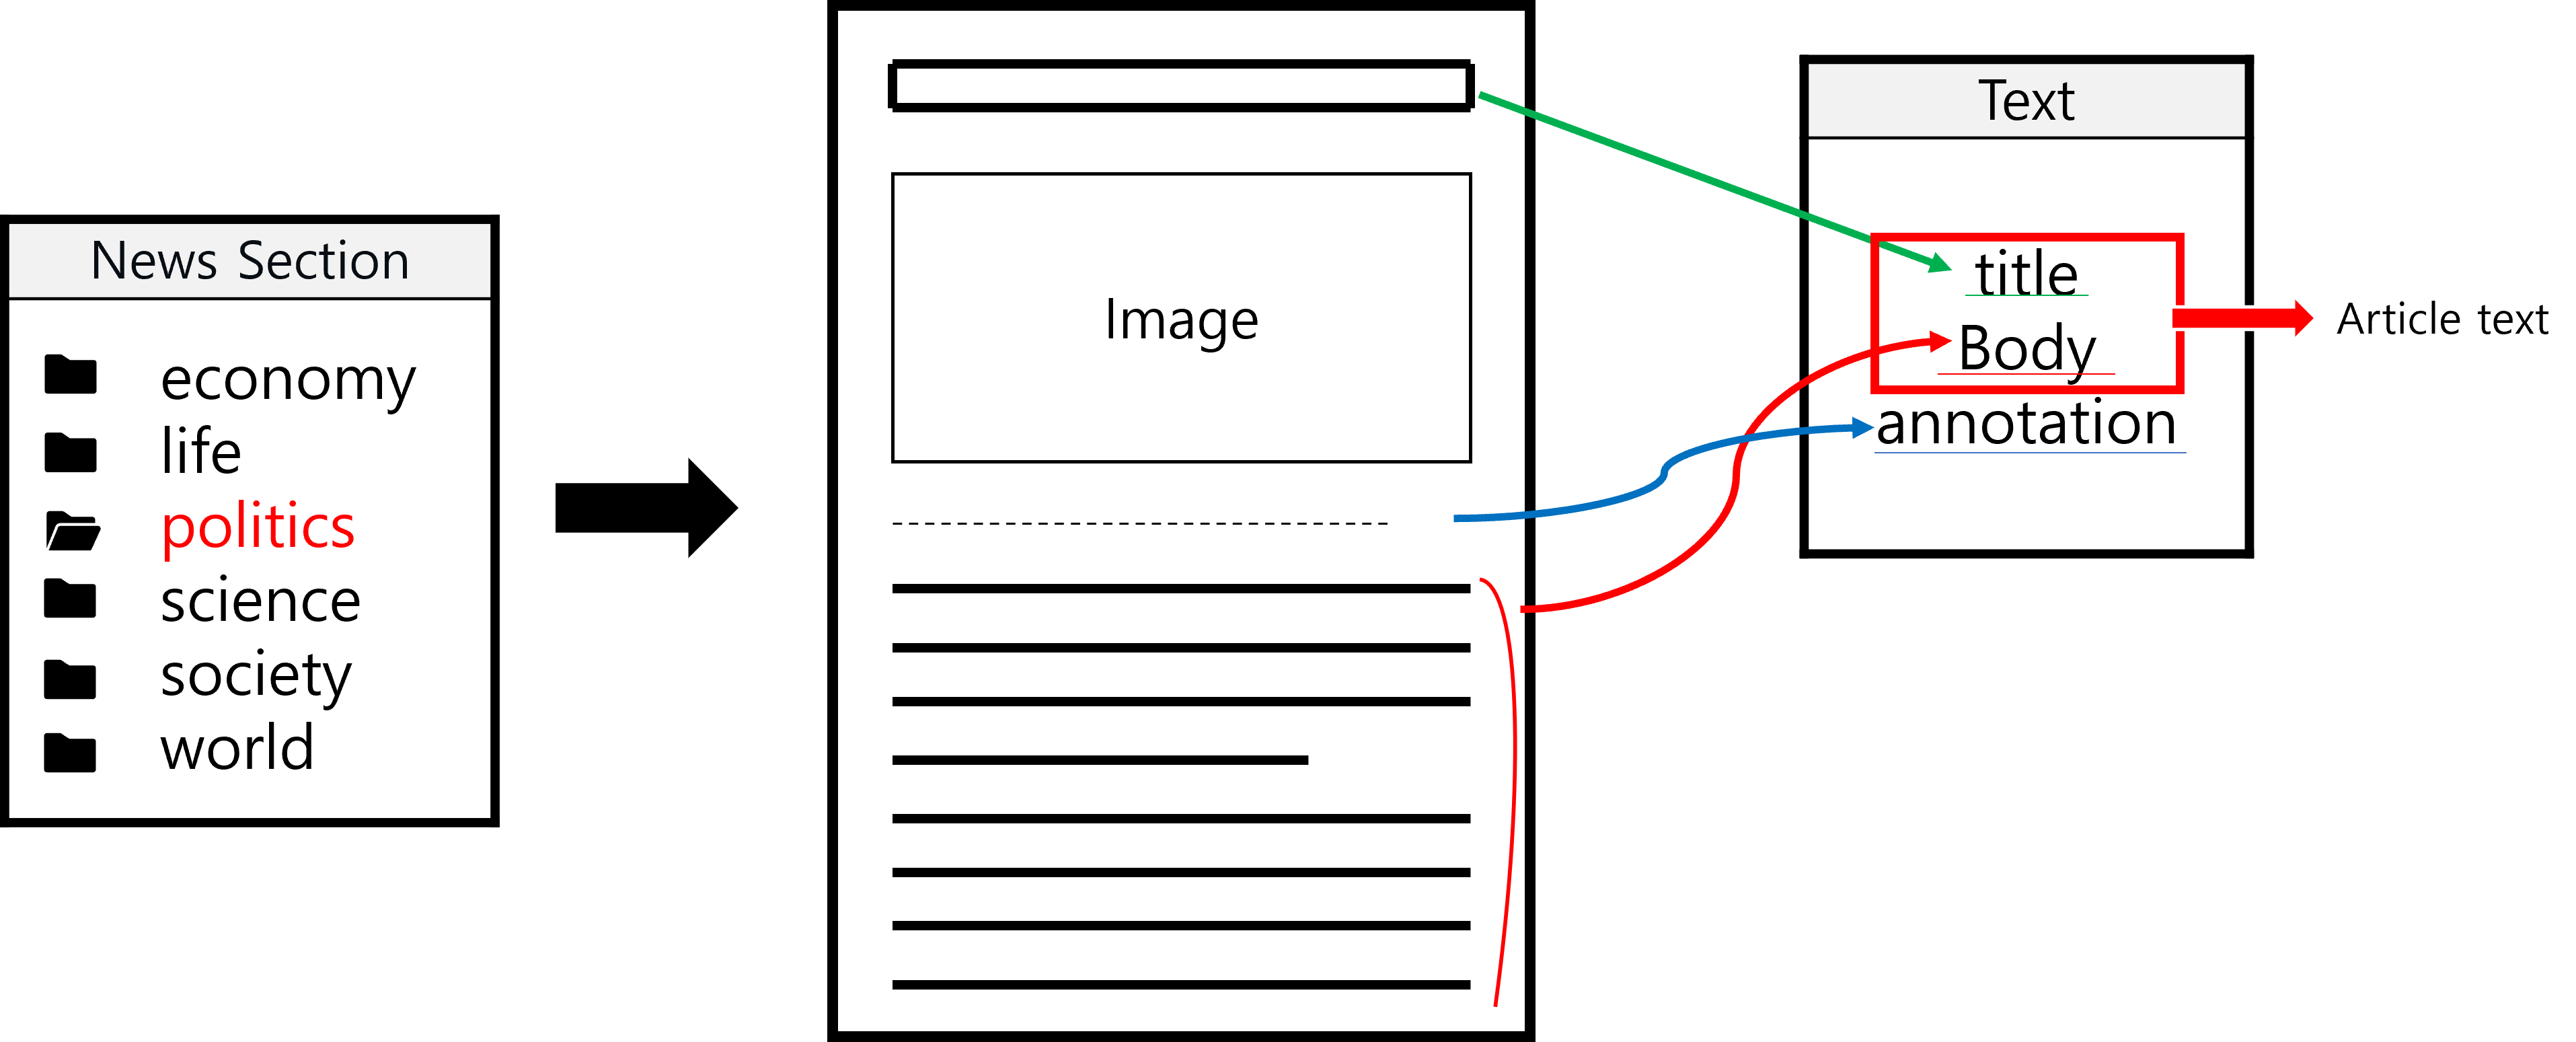 News Section
economy
life
politics
science
society
world
Image
Text
title
Body
annotation
Article text